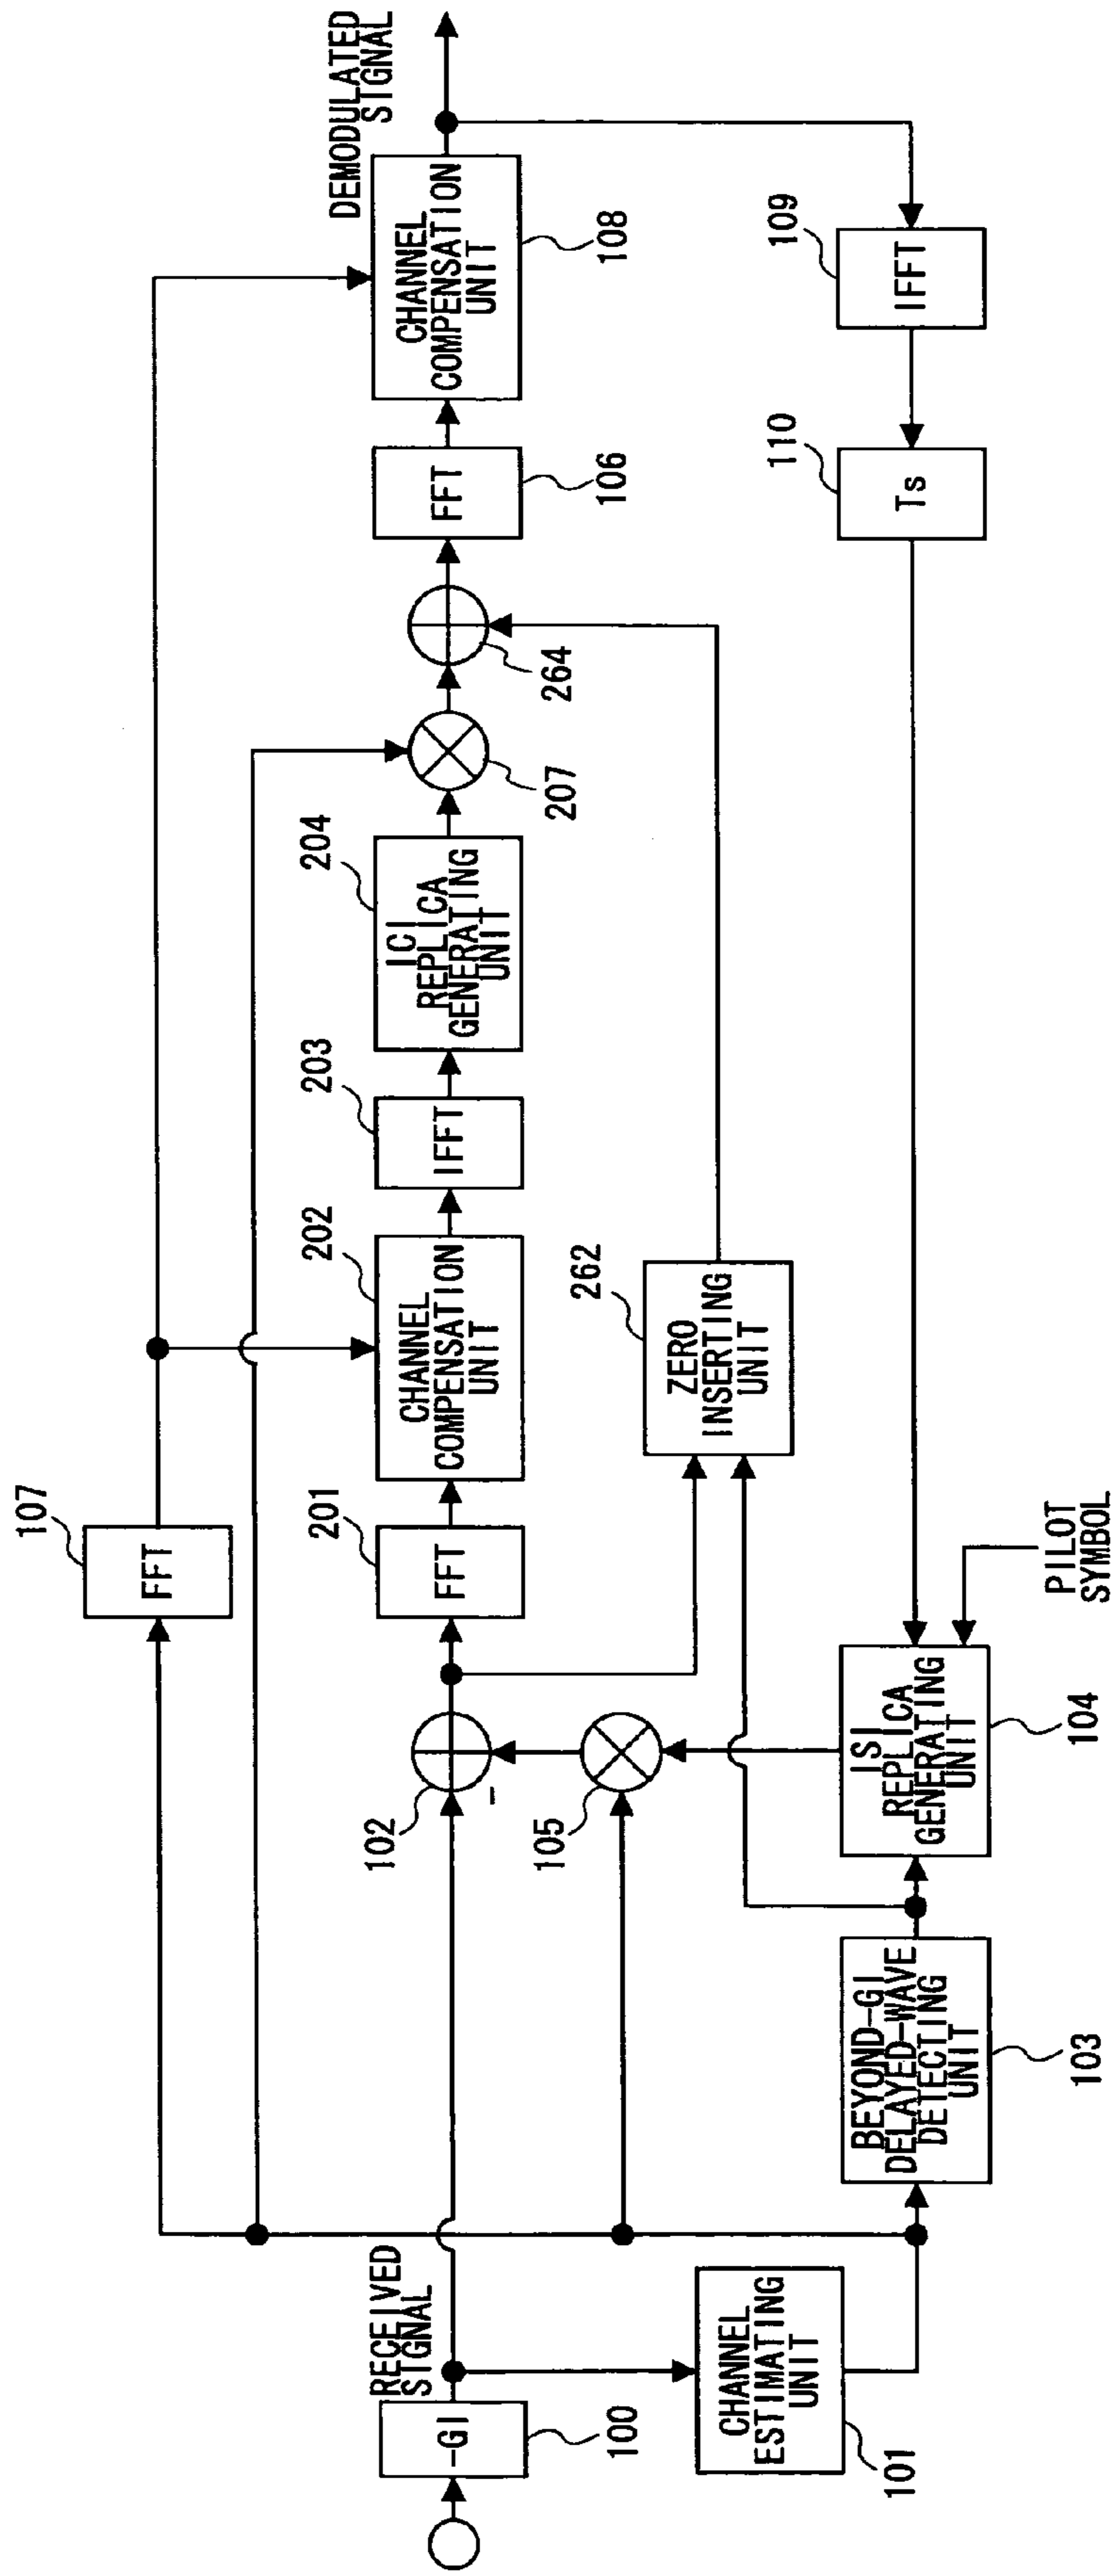 107
FFT
RECEIVED
SIGNAL
-GI
100
102
-
201
FFT
202
CHANNEL
COMPENSATION
UNIT
203
IFFT
204
ICI
REPLICA
GENERATING
UNIT
207
264
FFT
106
DEMODULATED
SIGNAL
CHANNEL
COMPENSATION
UNIT
108
CHANNEL
ESTIMATING
UNIT
101
105
262
ZERO
INSERTING
UNIT
BEYOND-GI
DELAYED-WAVE
DETECTING
UNIT
103
ISI
REPLICA
GENERATING
UNIT
104
PILOT
SYMBOL
110
Ts
109
IFFT